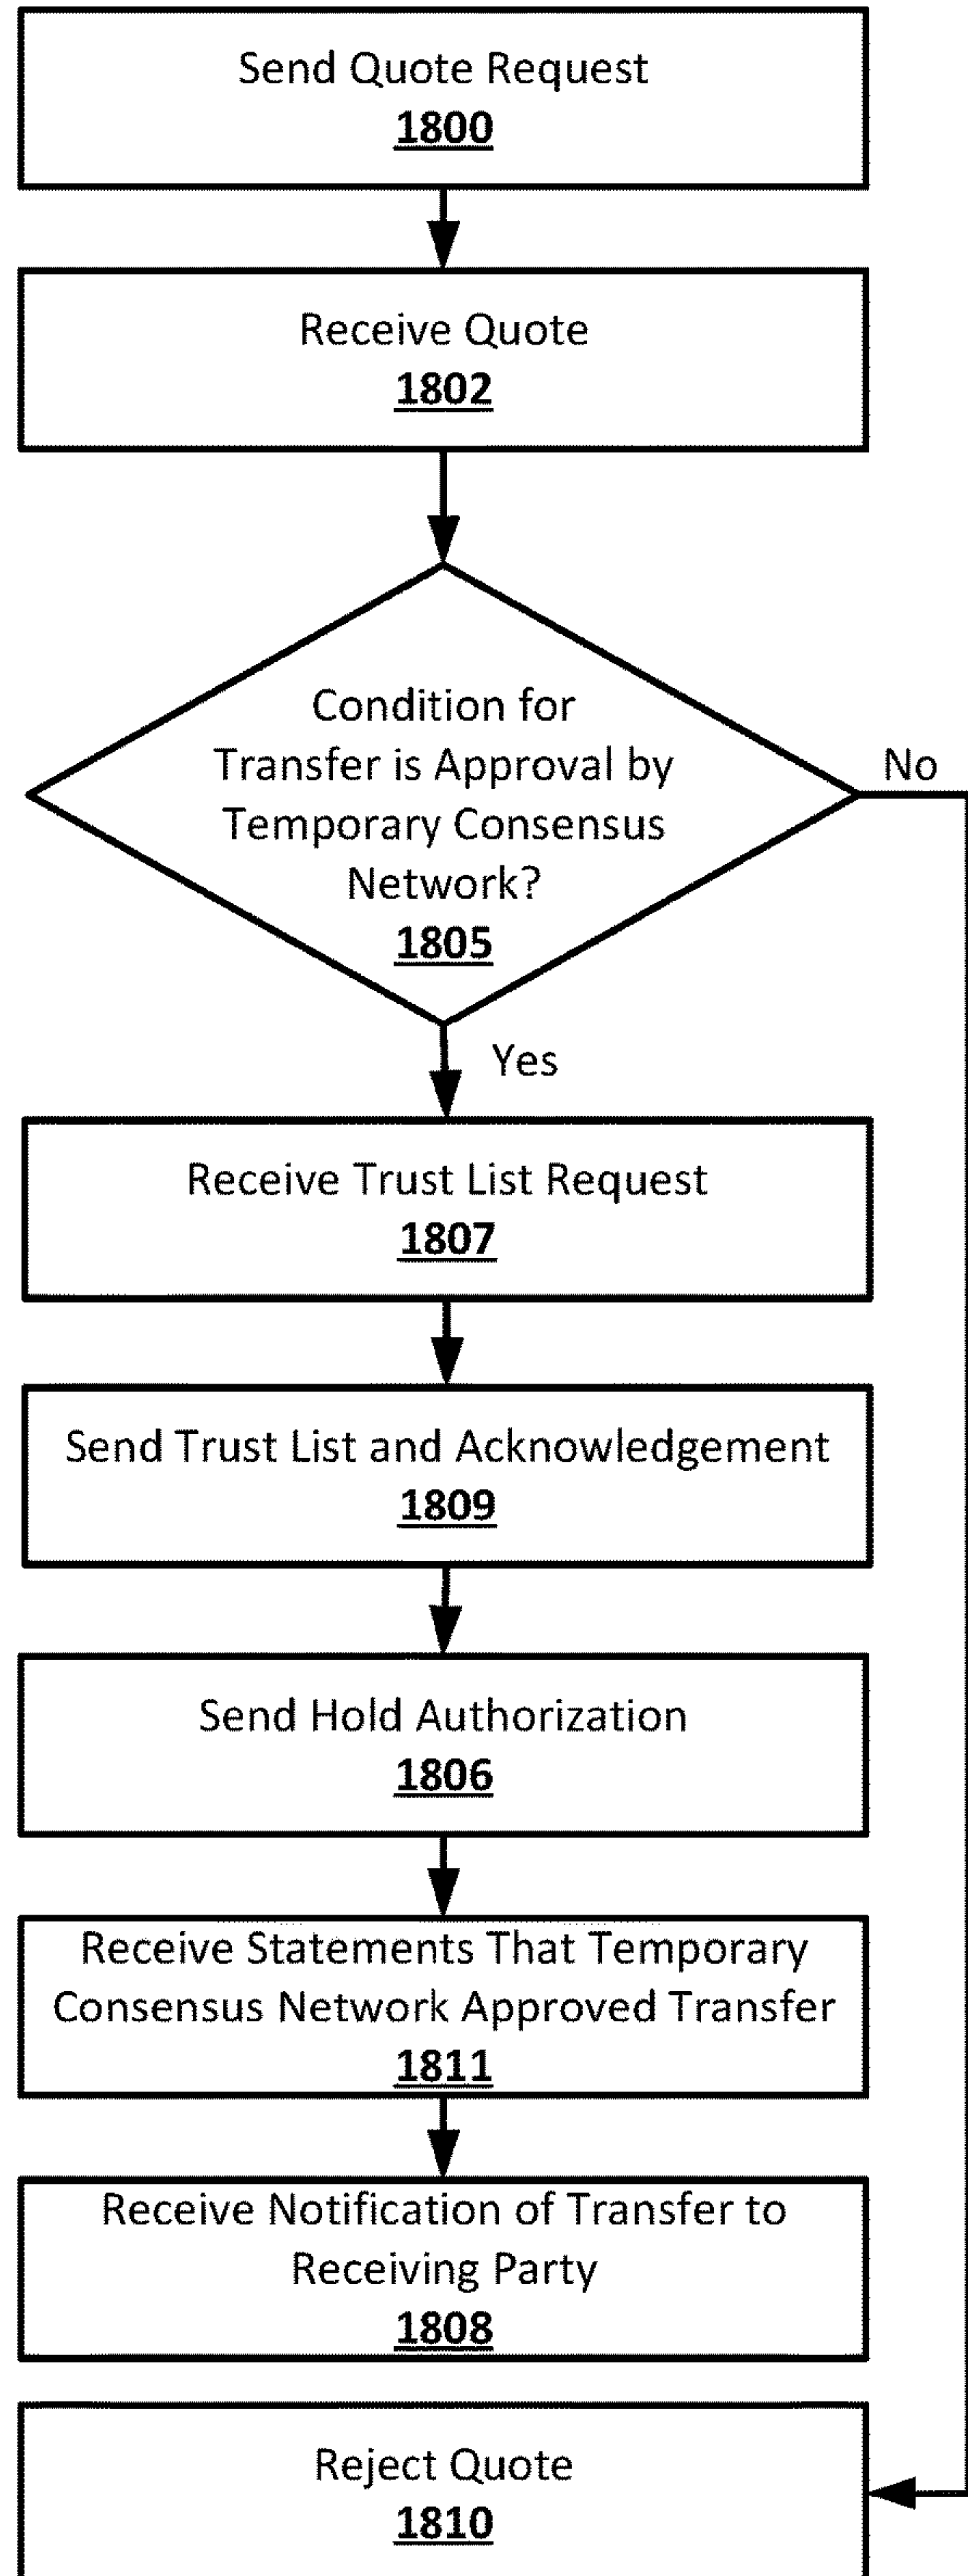 Send Quote Request
1800
Receive Quote
1802
Condition for
Transfer is Approval by
Temporary Consensus
Network?
1805
No
Yes
Receive Trust List Request
1807
Send Trust List and Acknowledgement
1809
Send Hold Authorization
1806
Receive Statements That Temporary
Consensus Network Approved Transfer
1811
Receive Notification of Transfer to
Receiving Party
1808
Reject Quote
1810